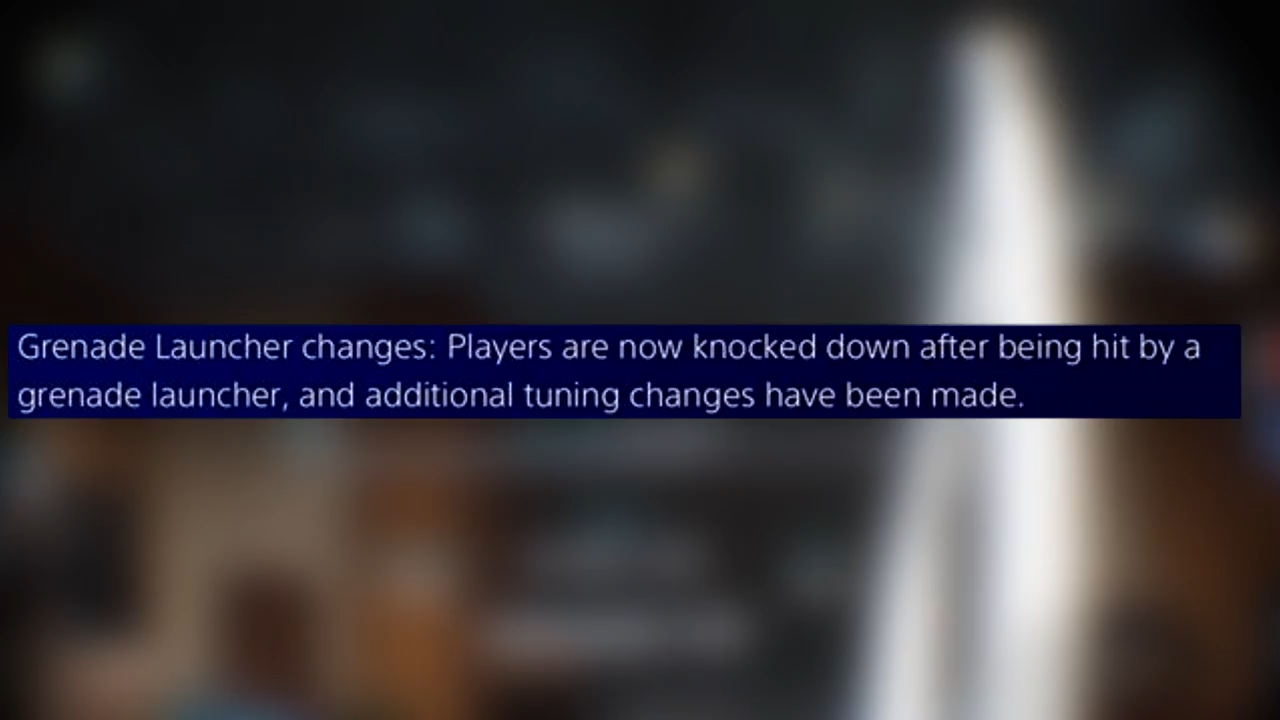 Grenade Launcher changes: Players are now knocked down after being hit by a
grenade launcher, and additional tuning changes have been made.